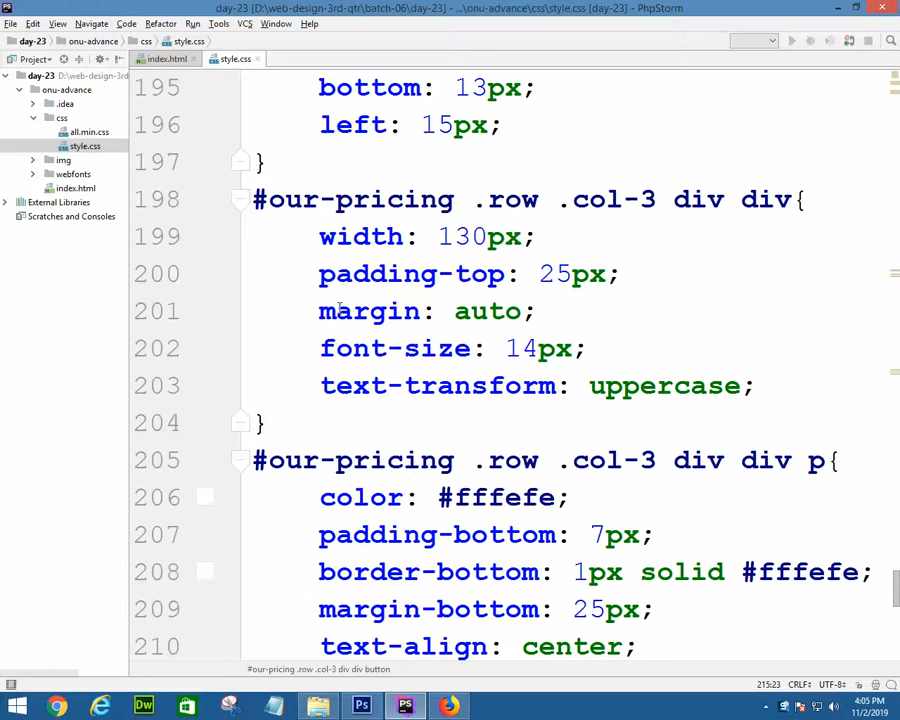 day-23 [D:\web-design-3rd-qtr\batch-06\day-23] - ...\onu-advance\css\style.css [day-23] - PhpStorm
File Edit View Navigate Code Refactor Run Tools VCS Window Help
day-23 onu-advance css style.css
Project index.html style.css
day-23 D:\web-design-3rd
onu-advance
.idea
css
all.min.css
style.css
img
webfonts
index.html
External Libraries
Scratches and Consoles
195 bottom: 13px;
196 left: 15px;
197 }
198 #our-pricing .row .col-3 div div{
199 width: 130px;
200 padding-top: 25px;
201 margin: auto;
202 font-size: 14px;
203 text-transform: uppercase;
204 }
205 #our-pricing .row .col-3 div div p{
206 color: #fffefe;
207 padding-bottom: 7px;
208 border-bottom: 1px solid #fffefe;
209 margin-bottom: 25px;
210 text-align: center;
#our-pricing .row .col-3 div div button
215:23 CRLF÷ UTF-8÷
Dw Ps PS
4:05 PM
11/2/2019